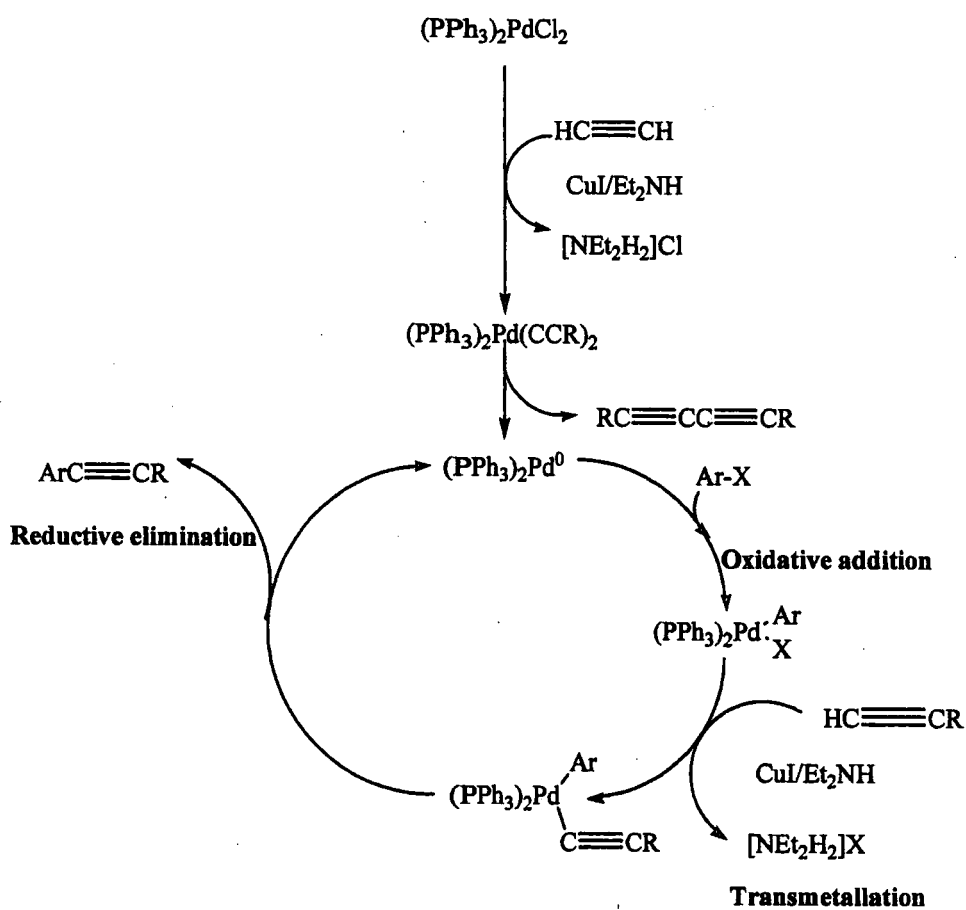 (PPh3)2PdCl2
HC≡CH
CuI/Et2NH
[NEt2H2]Cl
(PPh3)2Pd(CCR)2
RC≡CC≡CR
(PPh3)2Pd0
Ar-X
ArC≡CR
Reductive elimination
Oxidative addition
(PPh3)2Pd
Ar
X
HC≡CR
CuI/Et2NH
Ar
(PPh3)2Pd
C≡CR
[NEt2H2]X
Transmetallation